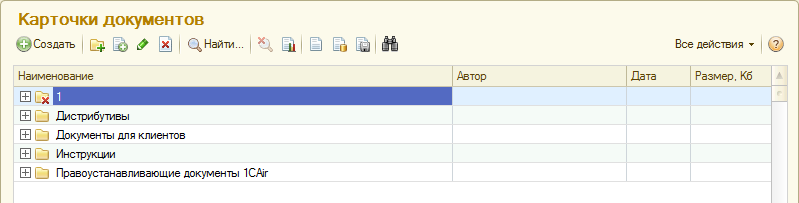 Карточки документов
Создать Найти... Все действия
Наименование Автор Дата Размер, Кб
1
Дистрибутивы
Документы для клиентов
Инструкции
Правоустанавливающие документы 1CAir